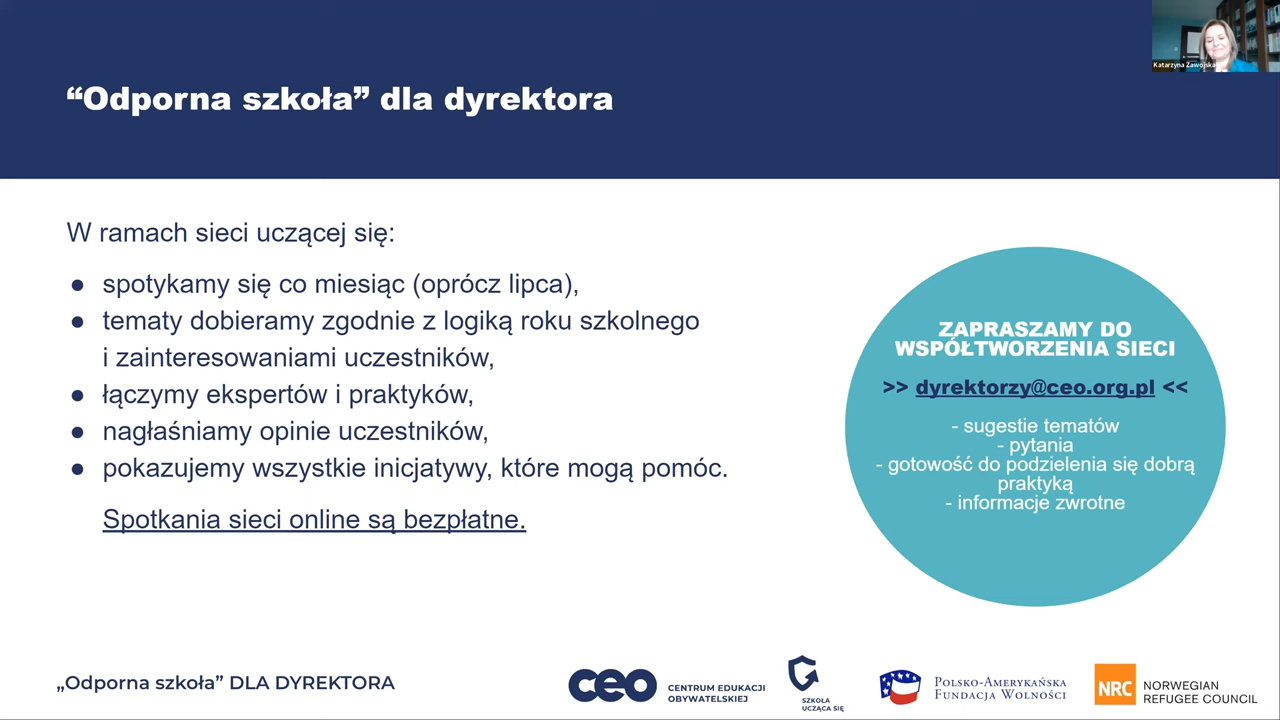 Katarzyna Zawojska
“Odporna szkoła” dla dyrektora
W ramach sieci uczącej się:
● spotykamy się co miesiąc (oprócz lipca),
● tematy dobieramy zgodnie z logiką roku szkolnego
i zainteresowaniami uczestników,
● łączymy ekspertów i praktyków,
● nagłaśniamy opinie uczestników,
● pokazujemy wszystkie inicjatywy, które mogą pomóc.
Spotkania sieci online są bezpłatne.
ZAPRASZAMY DO
WSPÓŁTWORZENIA SIECI
>> dyrektorzy@ceo.org.pl <<
- sugestie tematów
- pytania
- gotowość do podzielenia się dobrą
praktyką
- informacje zwrotne
„Odporna szkoła” DLA DYREKTORA
ceo
CENTRUM EDUKACJI
OBYWATELSKIEJ
SZKOŁA
UCZĄCA SIĘ
POLSKO-AMERYKAŃSKA
FUNDACJA WOLNOŚCI
NRC
NORWEGIAN
REFUGEE COUNCIL